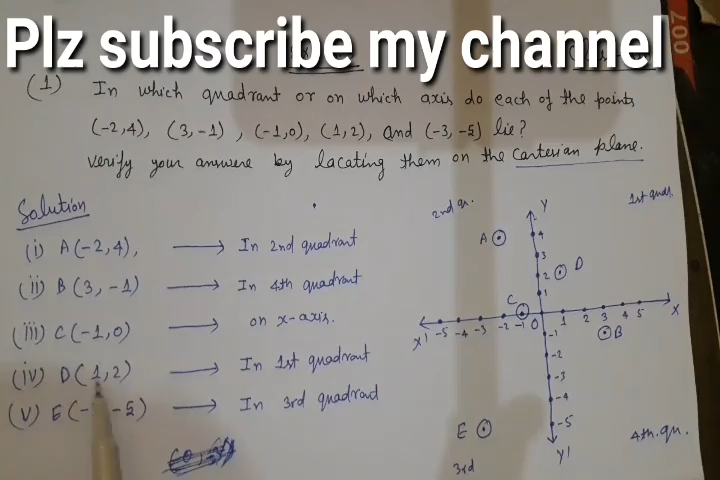 Plz subscribe my channel
007
(1) In which quadrant or on which axis do each of the points
(-2,4), (3,-1), (-1,0), (1,2), and (-3,-5) lie?
verify your answere by lacating them on the Cartesian plane.
Solution
(i) A(-2,4), → In 2nd quadrant
(ii) B(3,-1) → In 4th quadrant
(iii) C(-1,0) → on x-axis.
(iv) D(1,2) → In 1st quadrant
(v) E(- -5) → In 3rd quadrant
2nd qu.
1st quad.
Y
4
A
3
D
2
1
C
X' -5 -4 -3 -2 -1 0 1 2 3 4 5 X
-1
B
-2
-3
-4
E
-5
3rd
Y'
4th.qu.